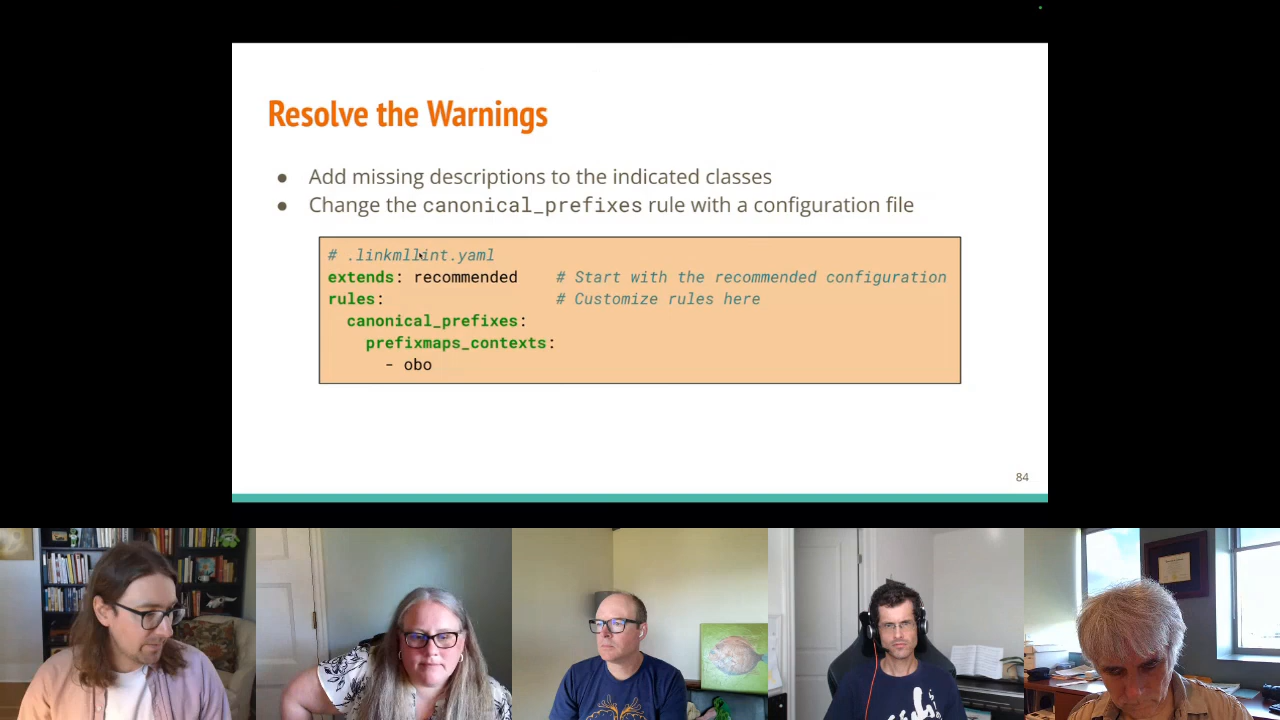 Resolve the Warnings
● Add missing descriptions to the indicated classes
● Change the canonical_prefixes rule with a configuration file
# .linkmllint.yaml
extends: recommended    # Start with the recommended configuration
rules:                  # Customize rules here
  canonical_prefixes:
    prefixmaps_contexts:
      - obo
84